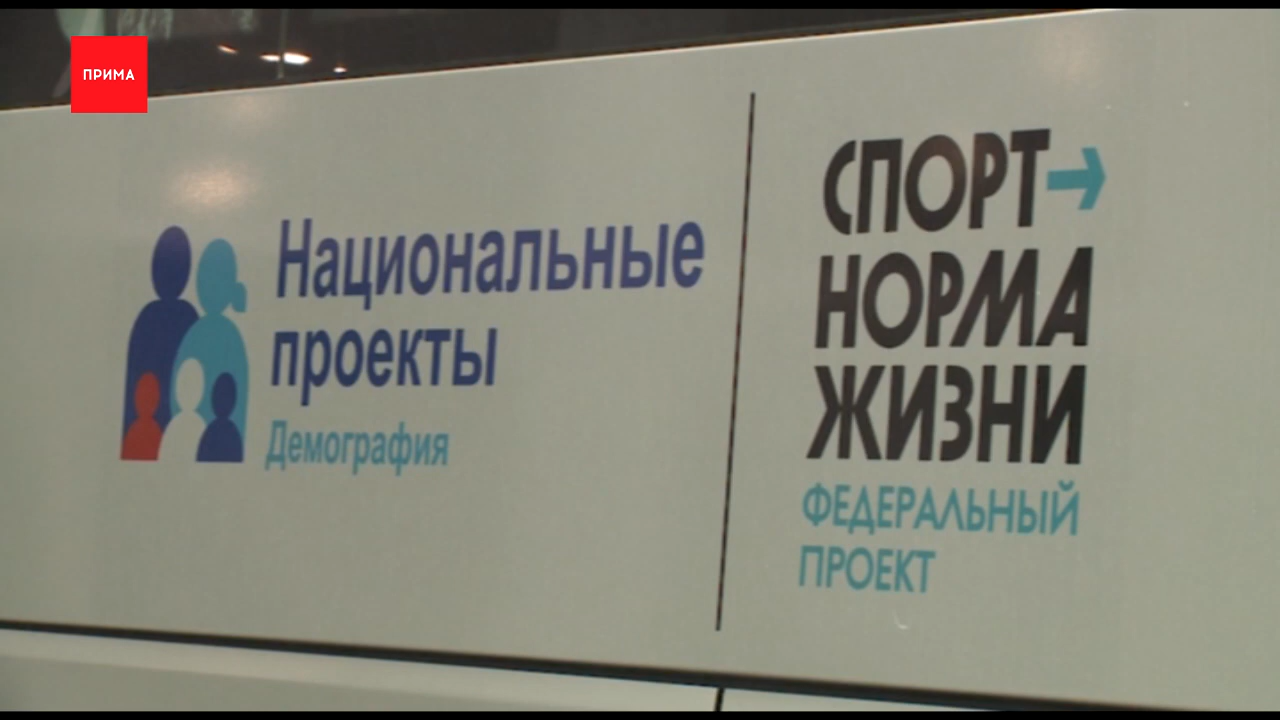 ПРИМА
Национальные
проекты
Демография
СПОРТ
НОРМА
ЖИЗНИ
ФЕДЕРАЛЬНЫЙ
ПРОЕКТ